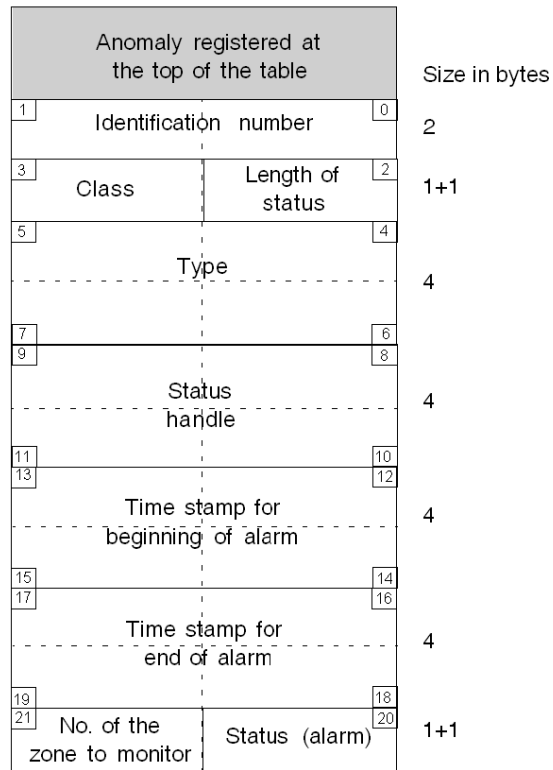 Anomaly registered at
the top of the table
Size in bytes
1
0
Identification number
2
3
2
Class
Length of
status
1+1
5
4
Type
4
7
6
9
8
Status
handle
4
11
10
13
12
Time stamp for
beginning of alarm
4
15
14
17
16
Time stamp for
end of alarm
4
19
18
21
20
No. of the
zone to monitor
Status (alarm)
1+1